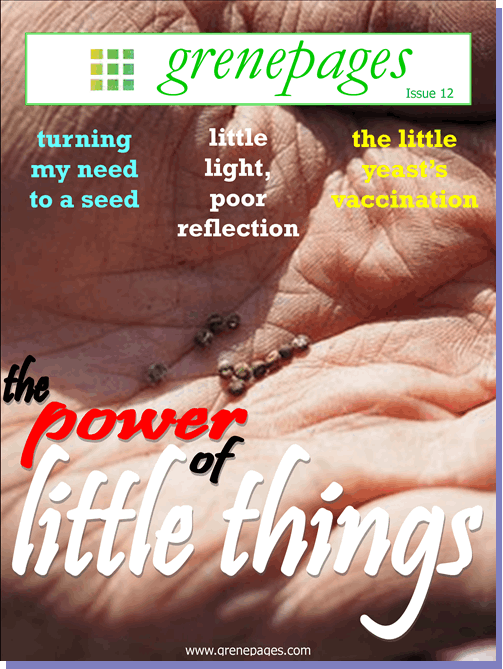 grenepages
Issue 12
turning
my need
to a seed
little
light,
poor
reflection
the little
yeast's
vaccination
the
power
of
little things
www.grenepages.com